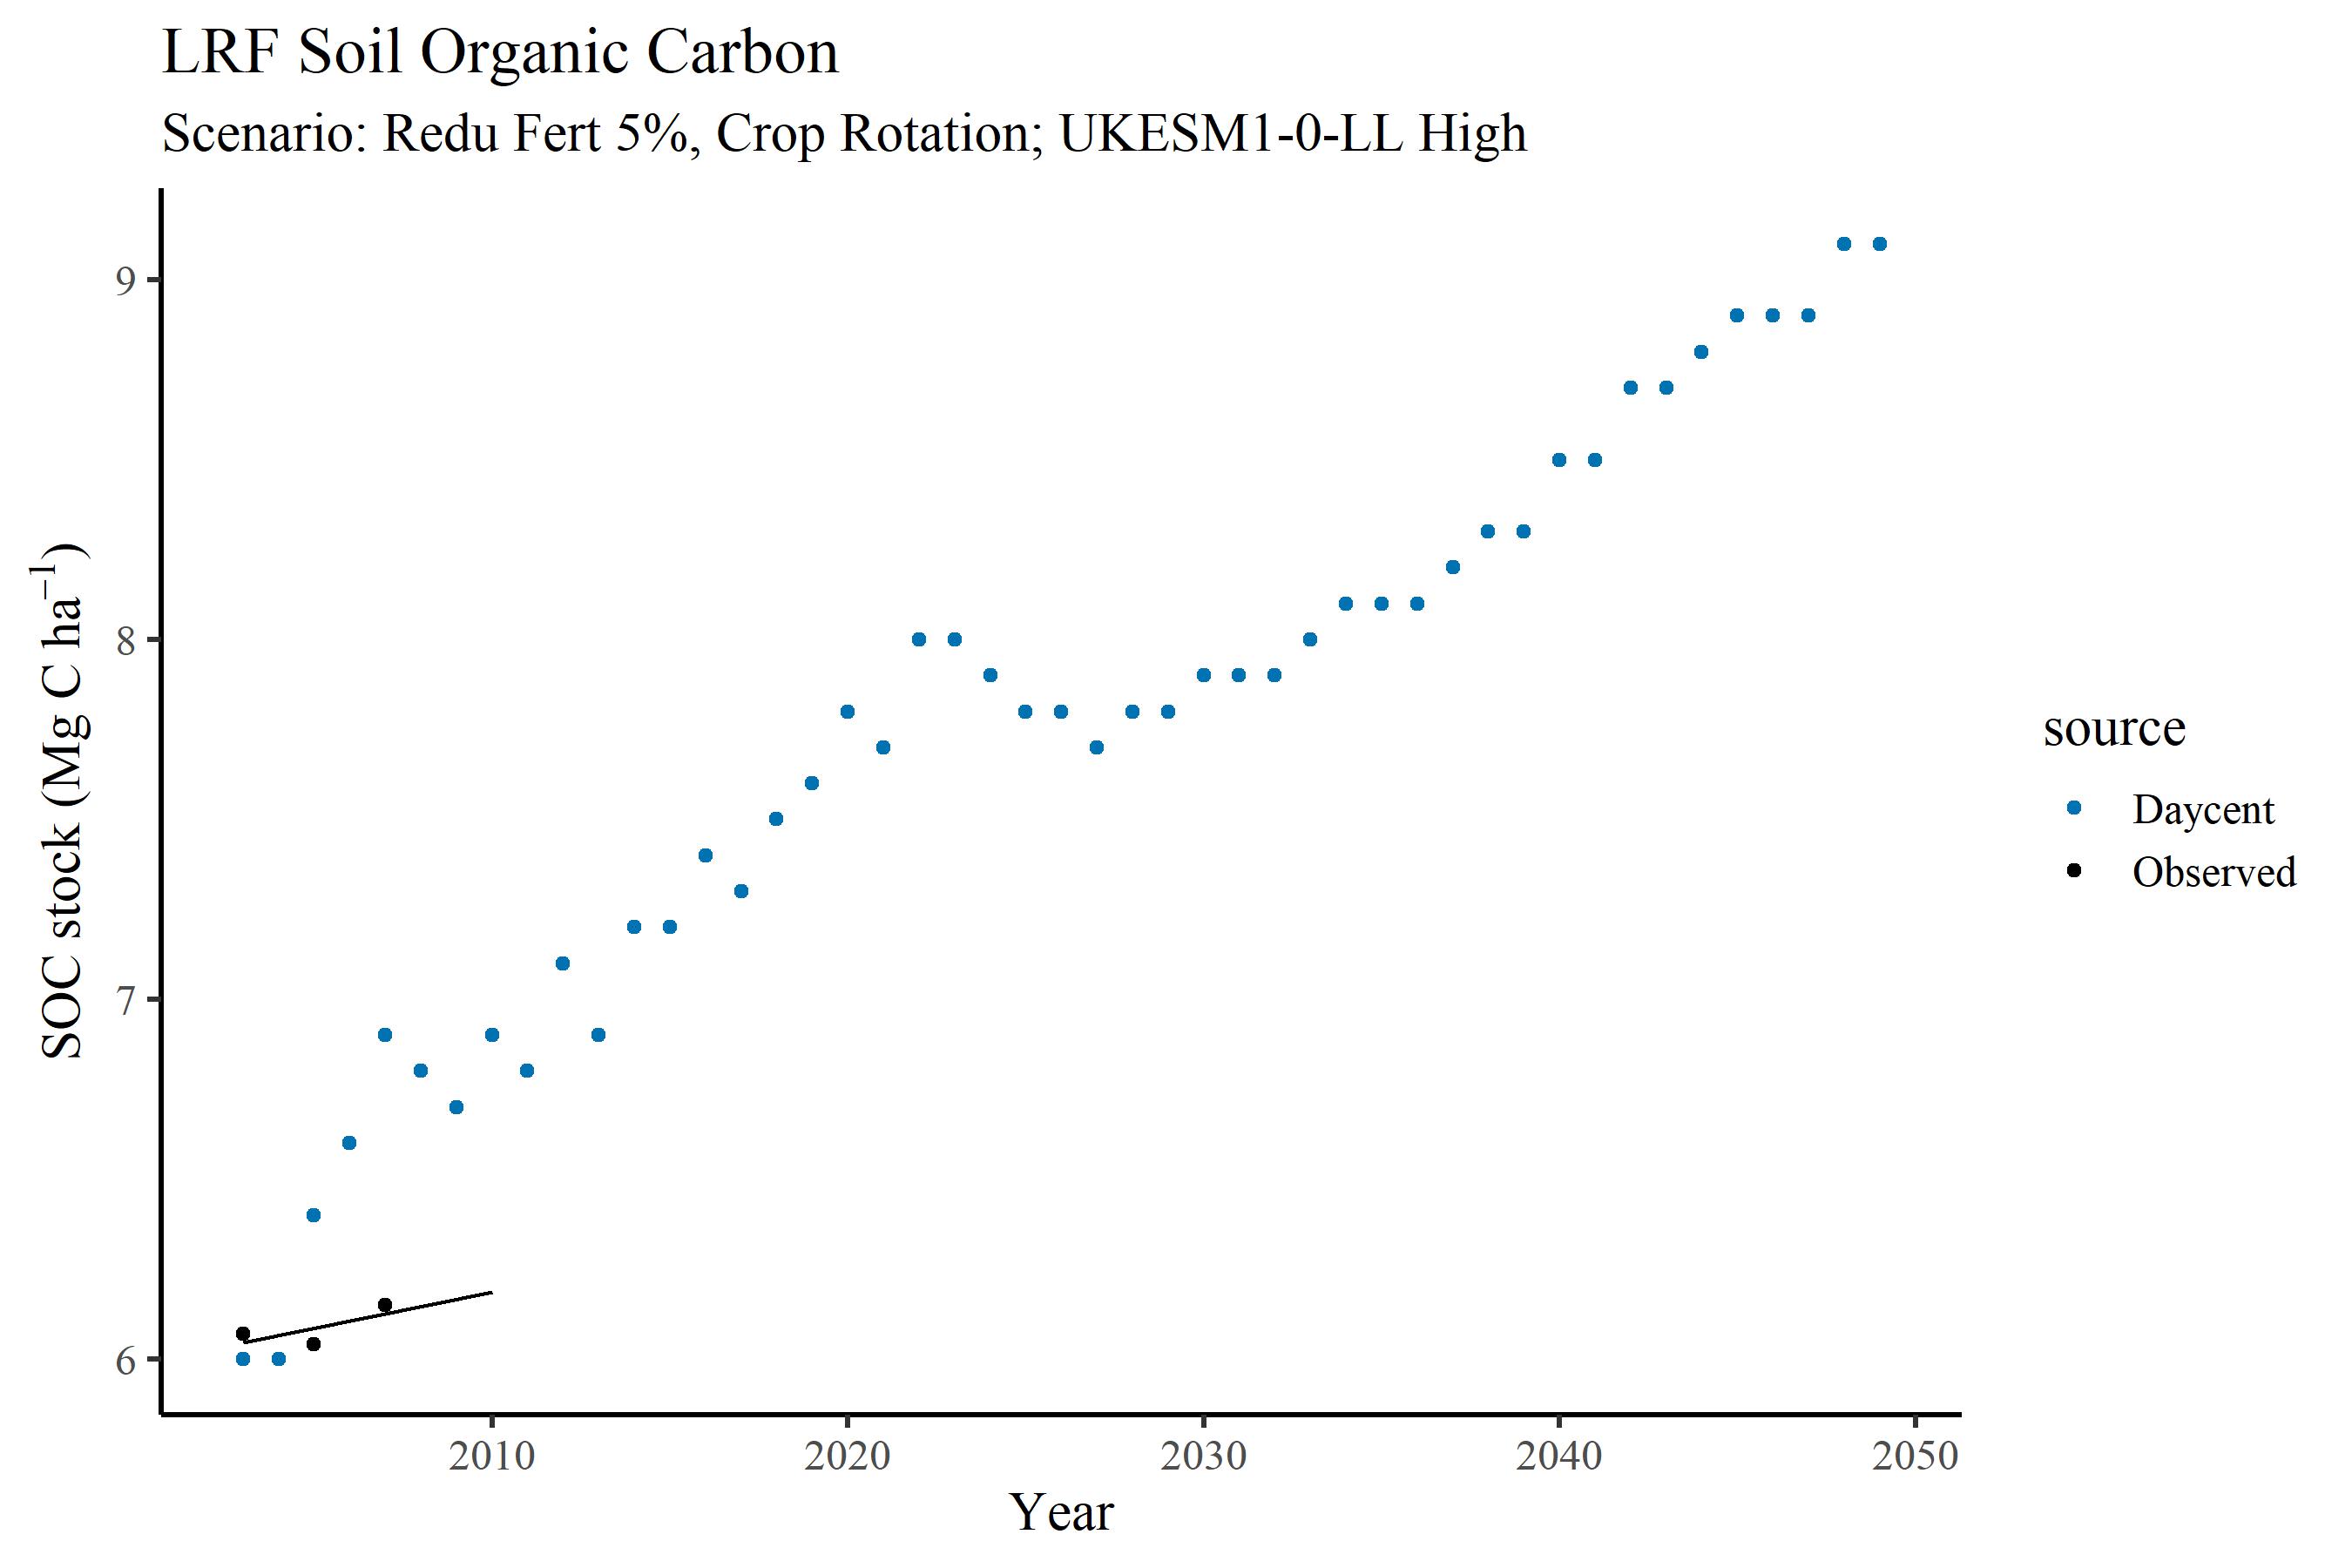 LRF Soil Organic Carbon
Scenario: Redu Fert 5%, Crop Rotation; UKESM1-0-LL High
SOC stock (Mg C ha⁻¹)
9
8
7
6
2010 2020 2030 2040 2050
Year
source
Daycent
Observed